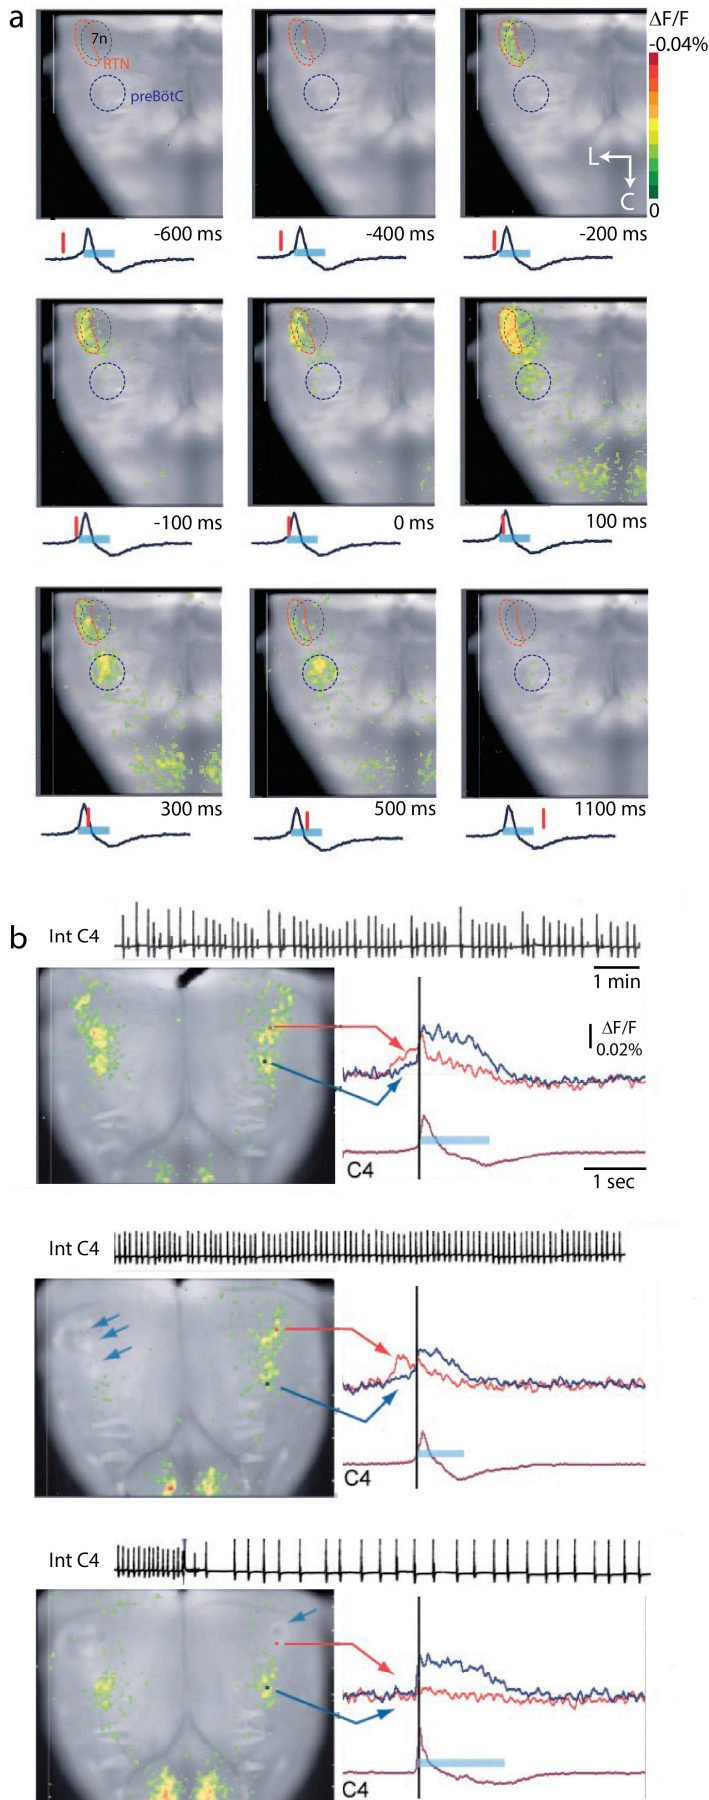 a
ΔF/F
-0.04%
7n
RTN
preBötC
L
C
0
-600 ms
-400 ms
-200 ms
-100 ms
0 ms
100 ms
300 ms
500 ms
1100 ms
b
Int C4
1 min
ΔF/F
0.02%
C4
1 sec
Int C4
C4
Int C4
C4